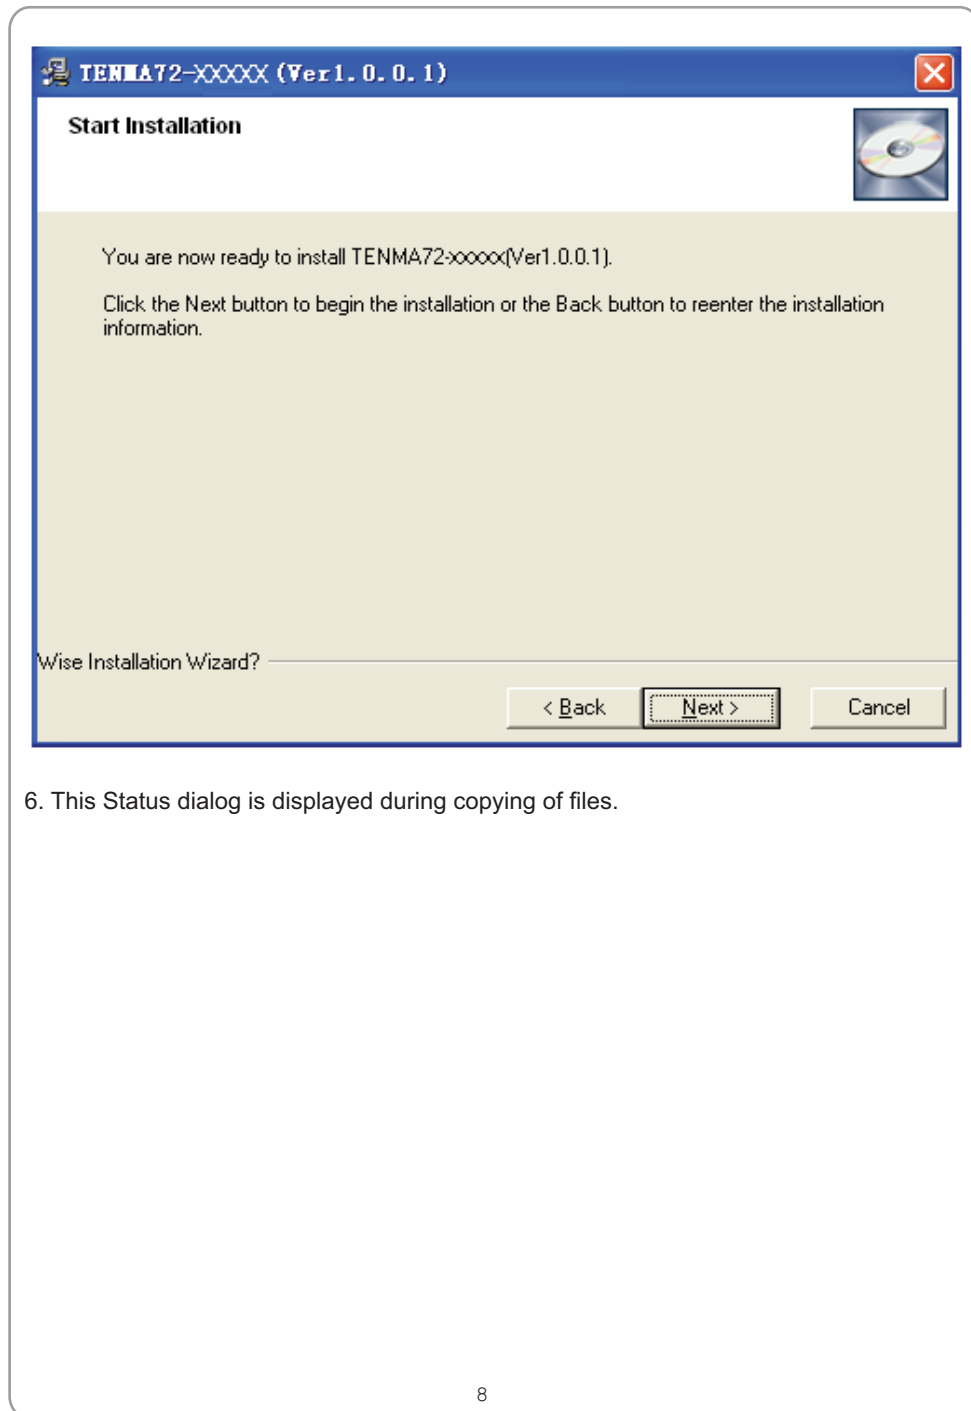 TENMA72-XXXXX (Ver1.0.0.1)
Start Installation
You are now ready to install TENMA72-xxxxx(Ver1.0.0.1).
Click the Next button to begin the installation or the Back button to reenter the installation
information.
Wise Installation Wizard?
< Back
Next >
Cancel
6. This Status dialog is displayed during copying of files.
8